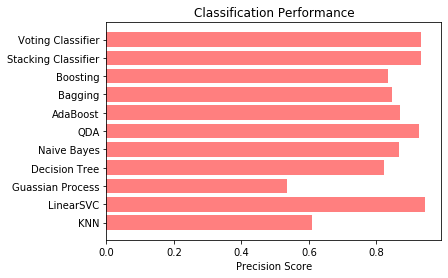 Classification Performance
Voting Classifier
Stacking Classifier
Boosting
Bagging
AdaBoost
QDA
Naive Bayes
Decision Tree
Guassian Process
LinearSVC
KNN
0.0 0.2 0.4 0.6 0.8
Precision Score